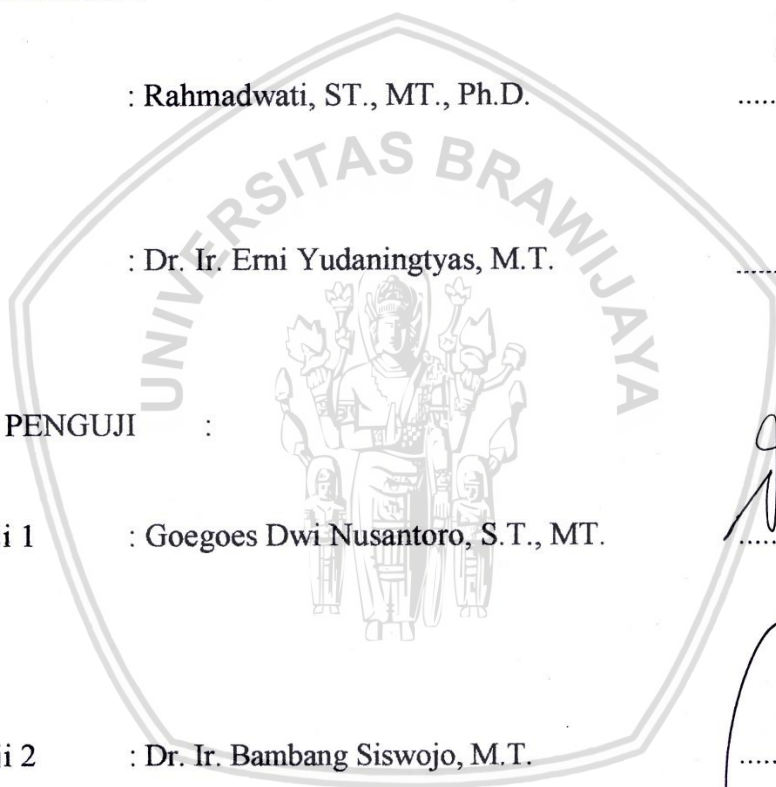 : Rahmadwati, ST., MT., Ph.D. .....
UNIVERSITAS BRAWIJAYA
: Dr. Ir. Erni Yudaningtyas, M.T. ......
PENGUJI :
i 1 : Goegoes Dwi Nusantoro, S.T., MT. .....
ji 2 : Dr. Ir. Bambang Siswojo, M.T. .....